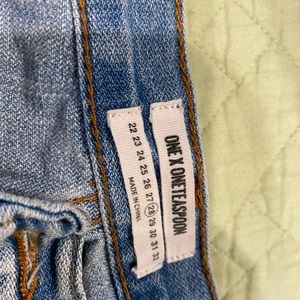 ONE X ONETEASPOON
22 23 24 25 26 27 28 29 30 31 32
MADE IN CHINA